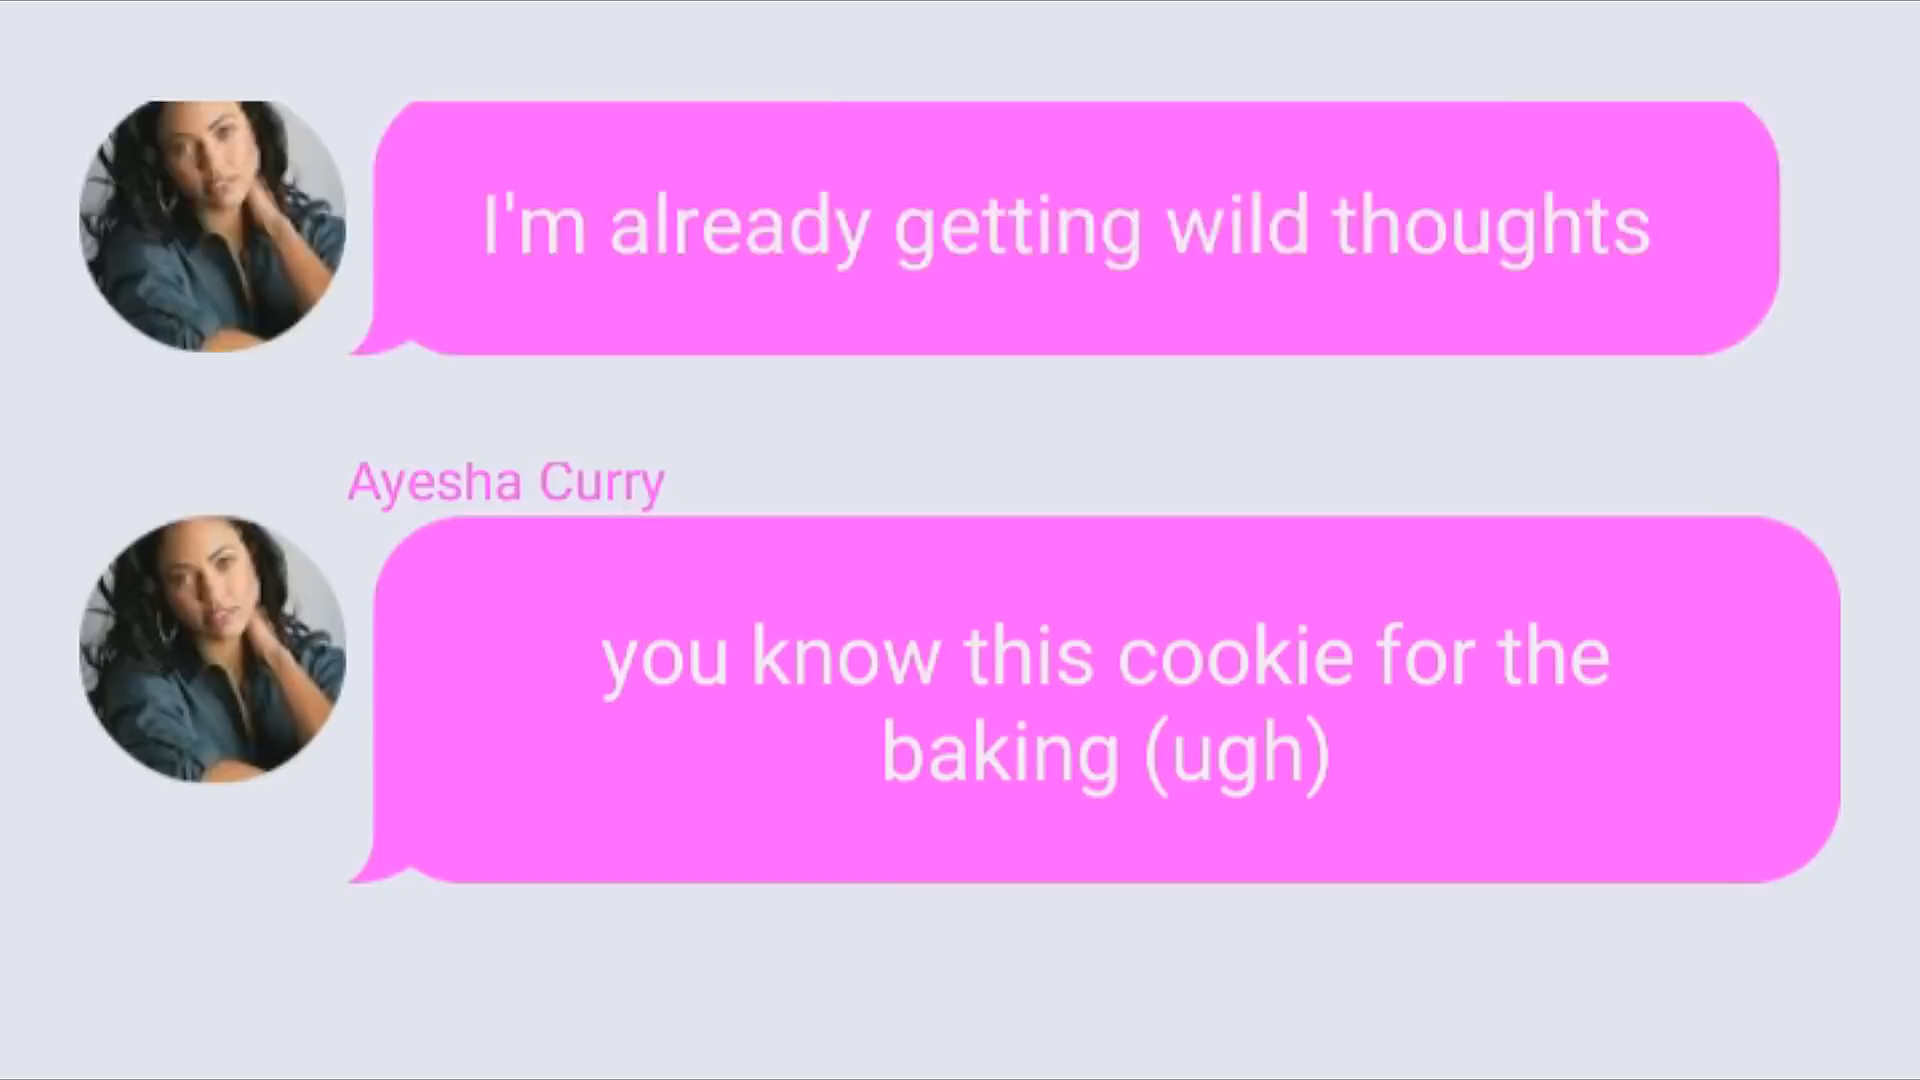 I'm already getting wild thoughts
Ayesha Curry
you know this cookie for the
baking (ugh)